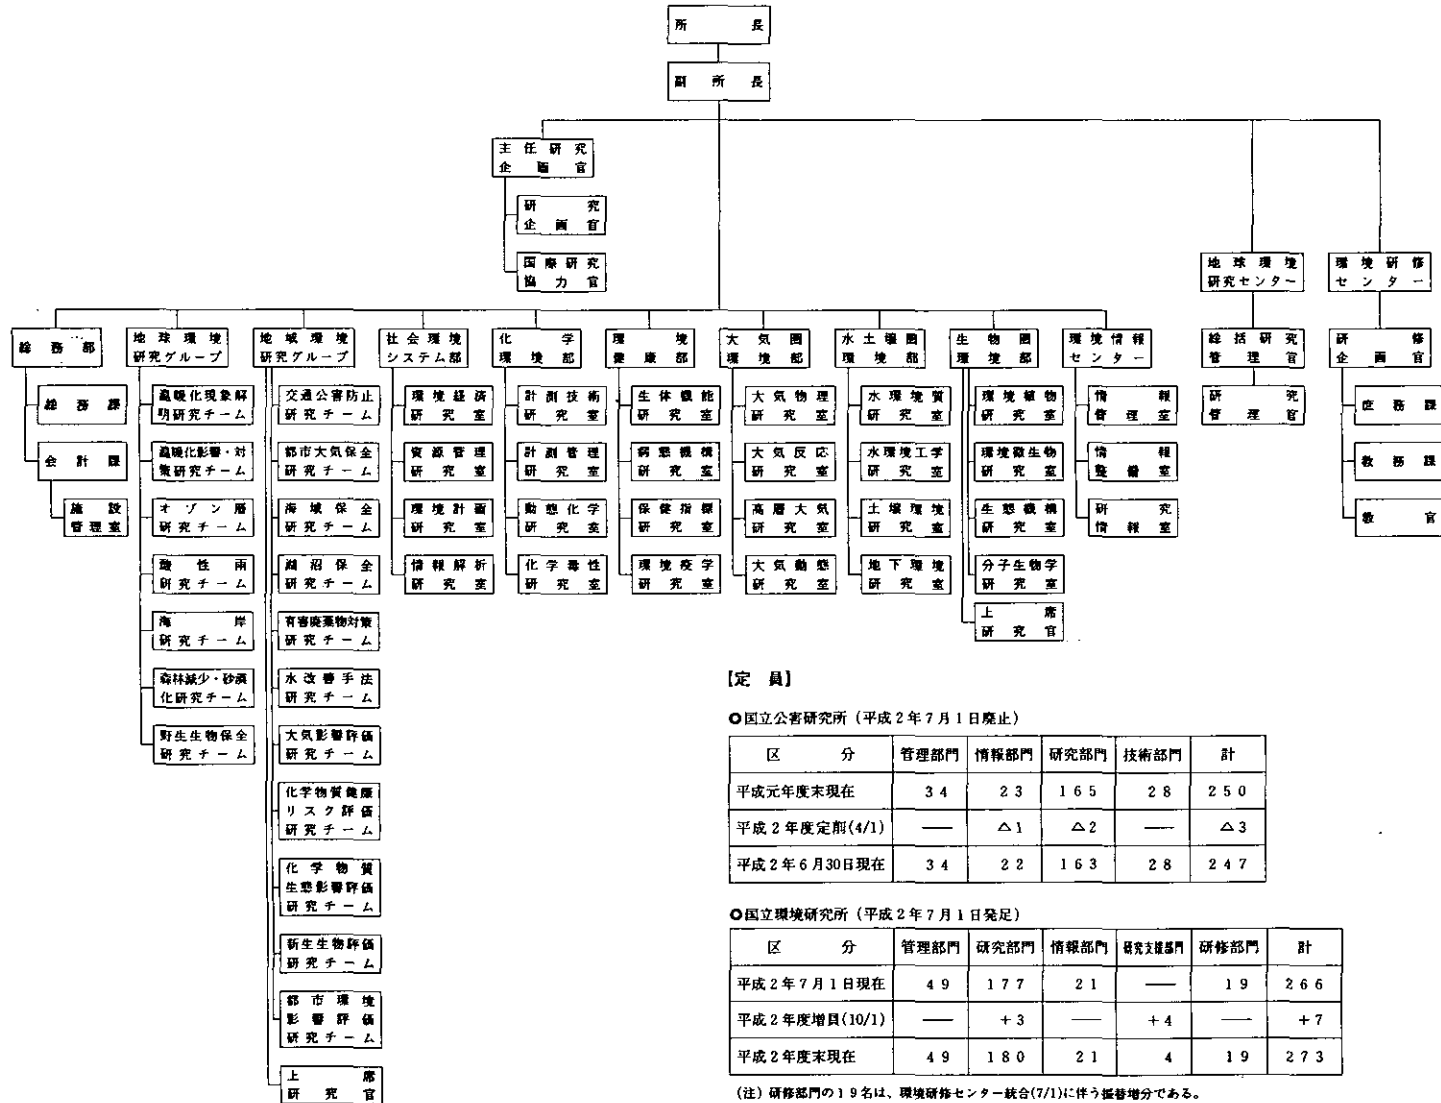 所長
副所長
主任研究
企画官
研究
企画官
国際研究
協力官
地球環境
研究センター
環境研修
センター
総括研究
管理官
研究
管理官
研修
企画官
庶務課
教務課
教官
総務部
総務課
会計課
施設
管理室
地球環境
研究グループ
温暖化現象解
明研究チーム
温暖化影響・対
策研究チーム
オゾン層
研究チーム
酸性雨
研究チーム
海岸
研究チーム
森林減少・砂漠
化研究チーム
野生生物保全
研究チーム
地域環境
研究グループ
交通公害防止
研究チーム
都市大気保全
研究チーム
海域保全
研究チーム
湖沼保全
研究チーム
有害廃棄物対策
研究チーム
水改善手法
研究チーム
大気影響評価
研究チーム
化学物質健康
リスク評価
研究チーム
化学物質
生態影響評価
研究チーム
新生生物評価
研究チーム
都市環境
影響評価
研究チーム
上席
研究官
社会環境
システム部
環境経済
研究室
資源管理
研究室
環境計画
研究室
情報解析
研究室
化学
環境部
計測技術
研究室
計測管理
研究室
動態化学
研究室
化学毒性
研究室
環境
健康部
生体機能
研究室
病態機構
研究室
保健指標
研究室
環境疫学
研究室
大気圏
環境部
大気物理
研究室
大気反応
研究室
高層大気
研究室
大気動態
研究室
水土壌圏
環境部
水環境質
研究室
水環境工学
研究室
土壌環境
研究室
地下環境
研究室
生物圏
環境部
環境植物
研究室
環境微生物
研究室
生態機構
研究室
分子生物学
研究室
上席
研究官
環境情報
センター
情報
管理室
情報
整備室
研究
情報室
【定 員】
○国立公害研究所(平成2年7月1日廃止)
区 分 管理部門 情報部門 研究部門 技術部門 計
平成元年度末現在 34 23 165 28 250
平成2年度定削(4/1) — △1 △2 — △3
平成2年6月30日現在 34 22 163 28 247
○国立環境研究所(平成2年7月1日発足)
区 分 管理部門 研究部門 情報部門 研究支援部門 研修部門 計
平成2年7月1日現在 49 177 21 — 19 266
平成2年度増員(10/1) — +3 — +4 — +7
平成2年度末現在 49 180 21 4 19 273
(注)研修部門の19名は、環境研修センター統合(7/1)に伴う振替増分である。